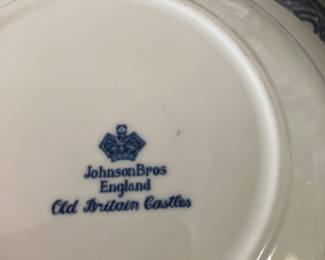 JohnsonBros
England
Old Britain Castles